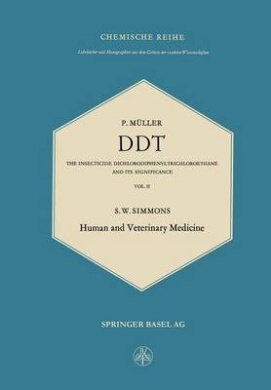 CHEMISCHE REIHE
Lehrbücher und Monographien aus dem Gebiete der exakten Wissenschaften
P. MÜLLER
DDT
THE INSECTICIDE DICHLORODIPHENYLTRICHLOROETHANE
AND ITS SIGNIFICANCE
VOL. II
S. W. SIMMONS
Human and Veterinary Medicine
SPRINGER BASEL AG